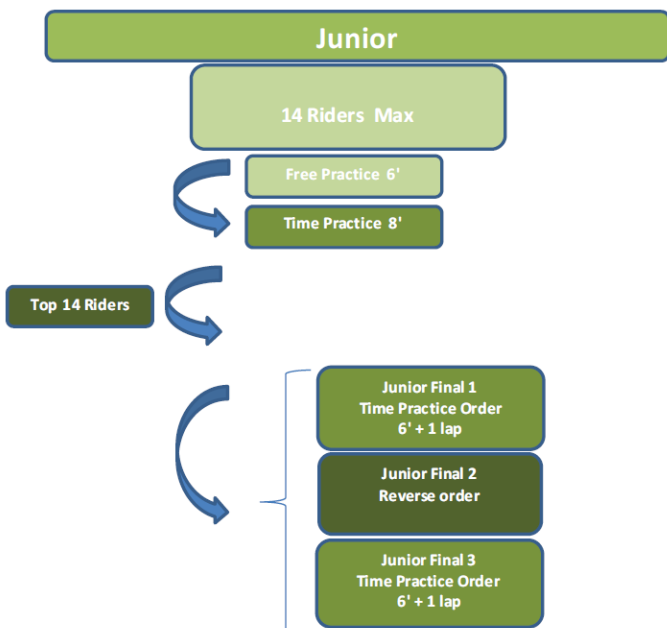 Junior
14 Riders Max
Free Practice 6'
Time Practice 8'
Top 14 Riders
Junior Final 1
Time Practice Order
6' + 1 lap
Junior Final 2
Reverse order
Junior Final 3
Time Practice Order
6' + 1 lap